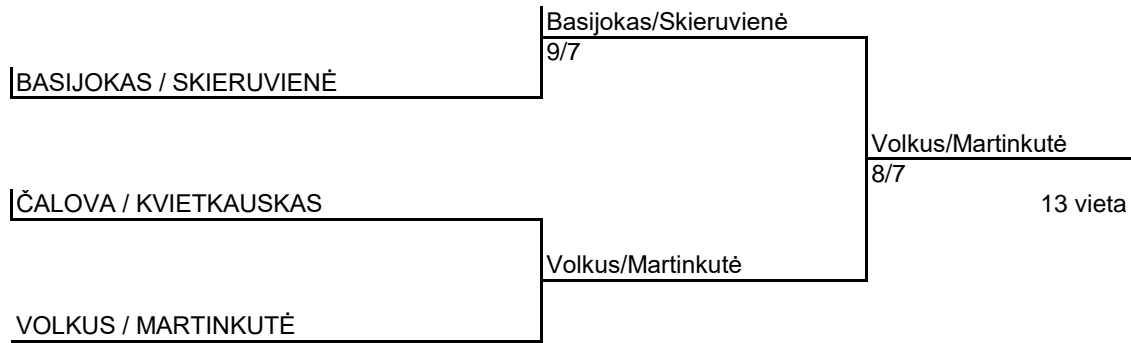 Basijokas/Skieruvienė
9/7
BASIJOKAS / SKIERUVIENĖ
Volkus/Martinkutė
8/7
ČALOVA / KVIETKAUSKAS
13 vieta
Volkus/Martinkutė
VOLKUS / MARTINKUTĖ